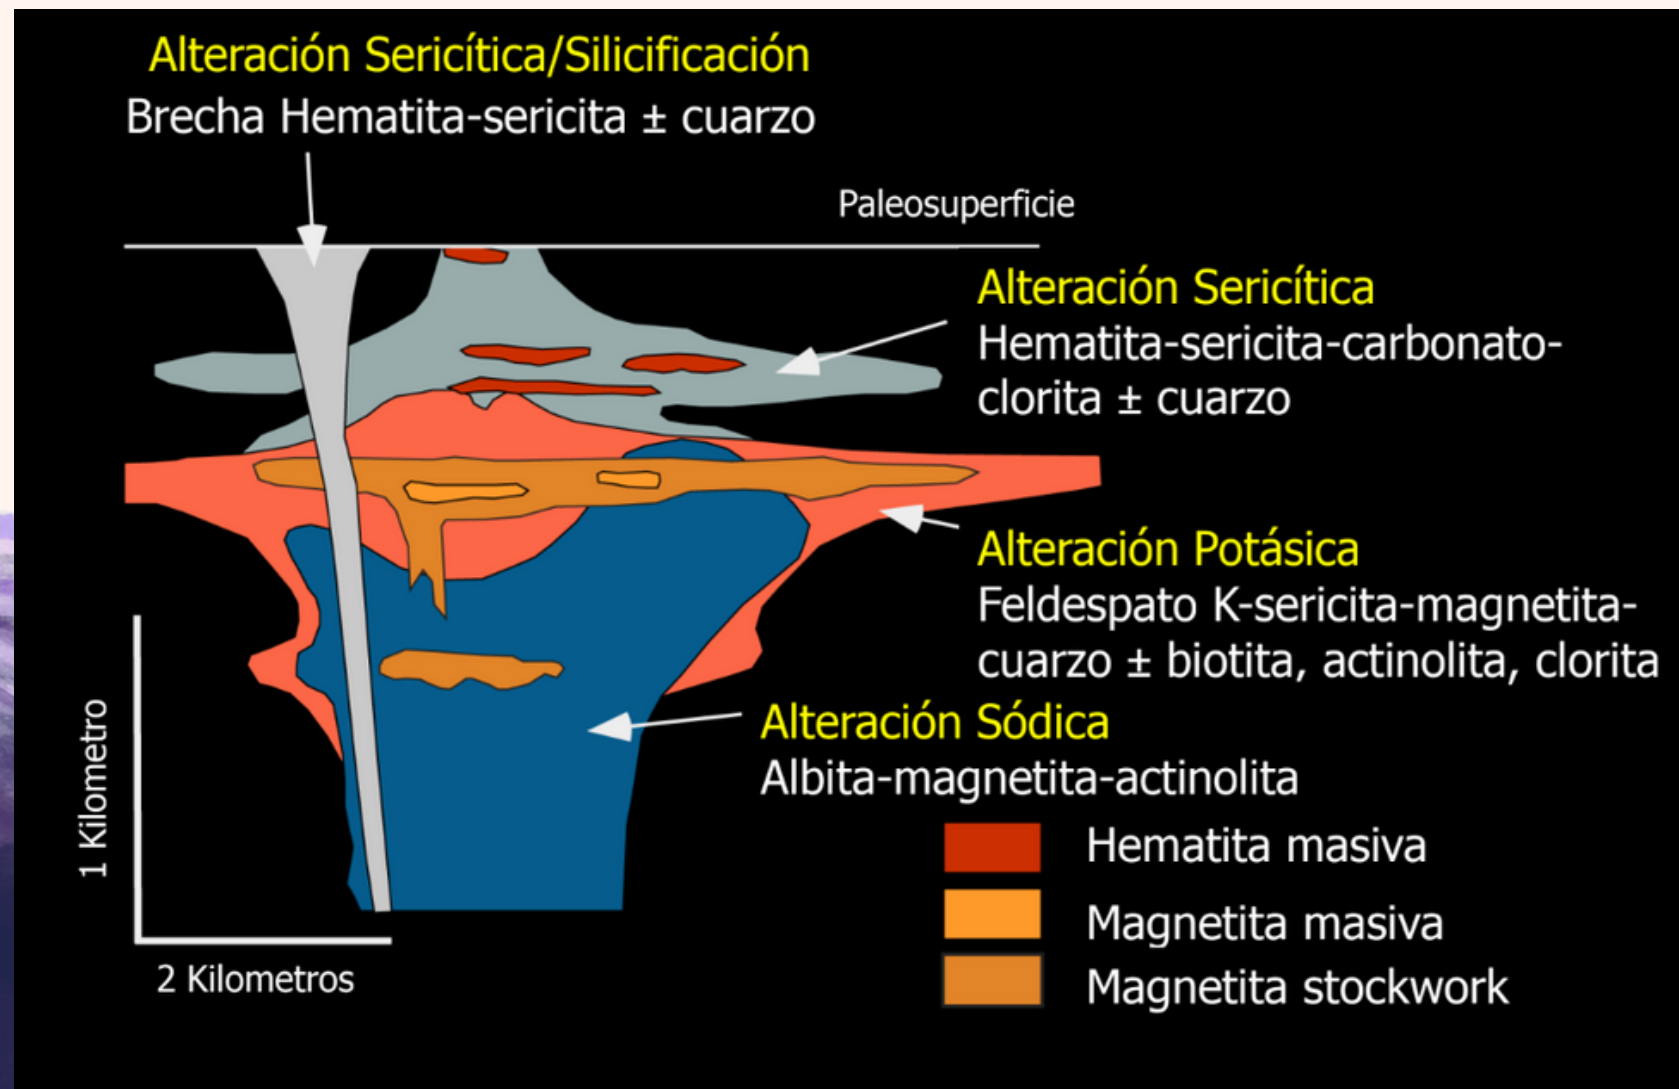 Alteración Sericítica/Silicificación
Brecha Hematita-sericita ± cuarzo
Paleosuperficie
Alteración Sericítica
Hematita-sericita-carbonato-
clorita ± cuarzo
Alteración Potásica
Feldespato K-sericita-magnetita-
cuarzo ± biotita, actinolita, clorita
Alteración Sódica
Albita-magnetita-actinolita
1 Kilometro
2 Kilometros
Hematita masiva
Magnetita masiva
Magnetita stockwork